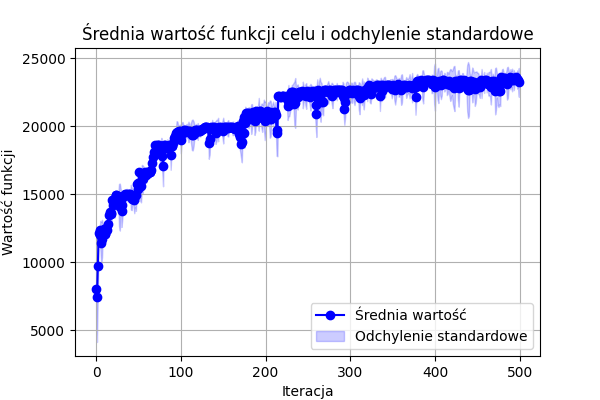 Średnia wartość funkcji celu i odchylenie standardowe
25000
20000
15000
10000
5000
Wartość funkcji
0 100 200 300 400 500
Iteracja
Średnia wartość
Odchylenie standardowe